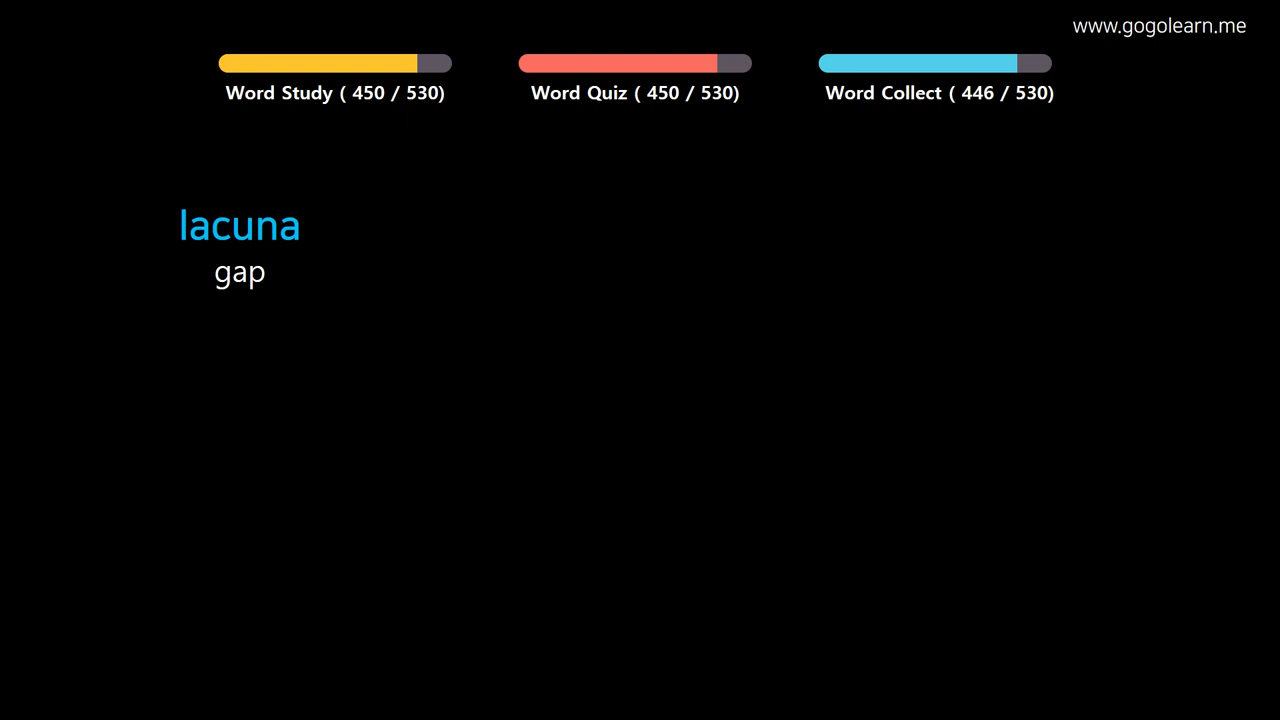 www.gogolearn.me
Word Study ( 450 / 530)
Word Quiz ( 450 / 530)
Word Collect ( 446 / 530)
lacuna
gap